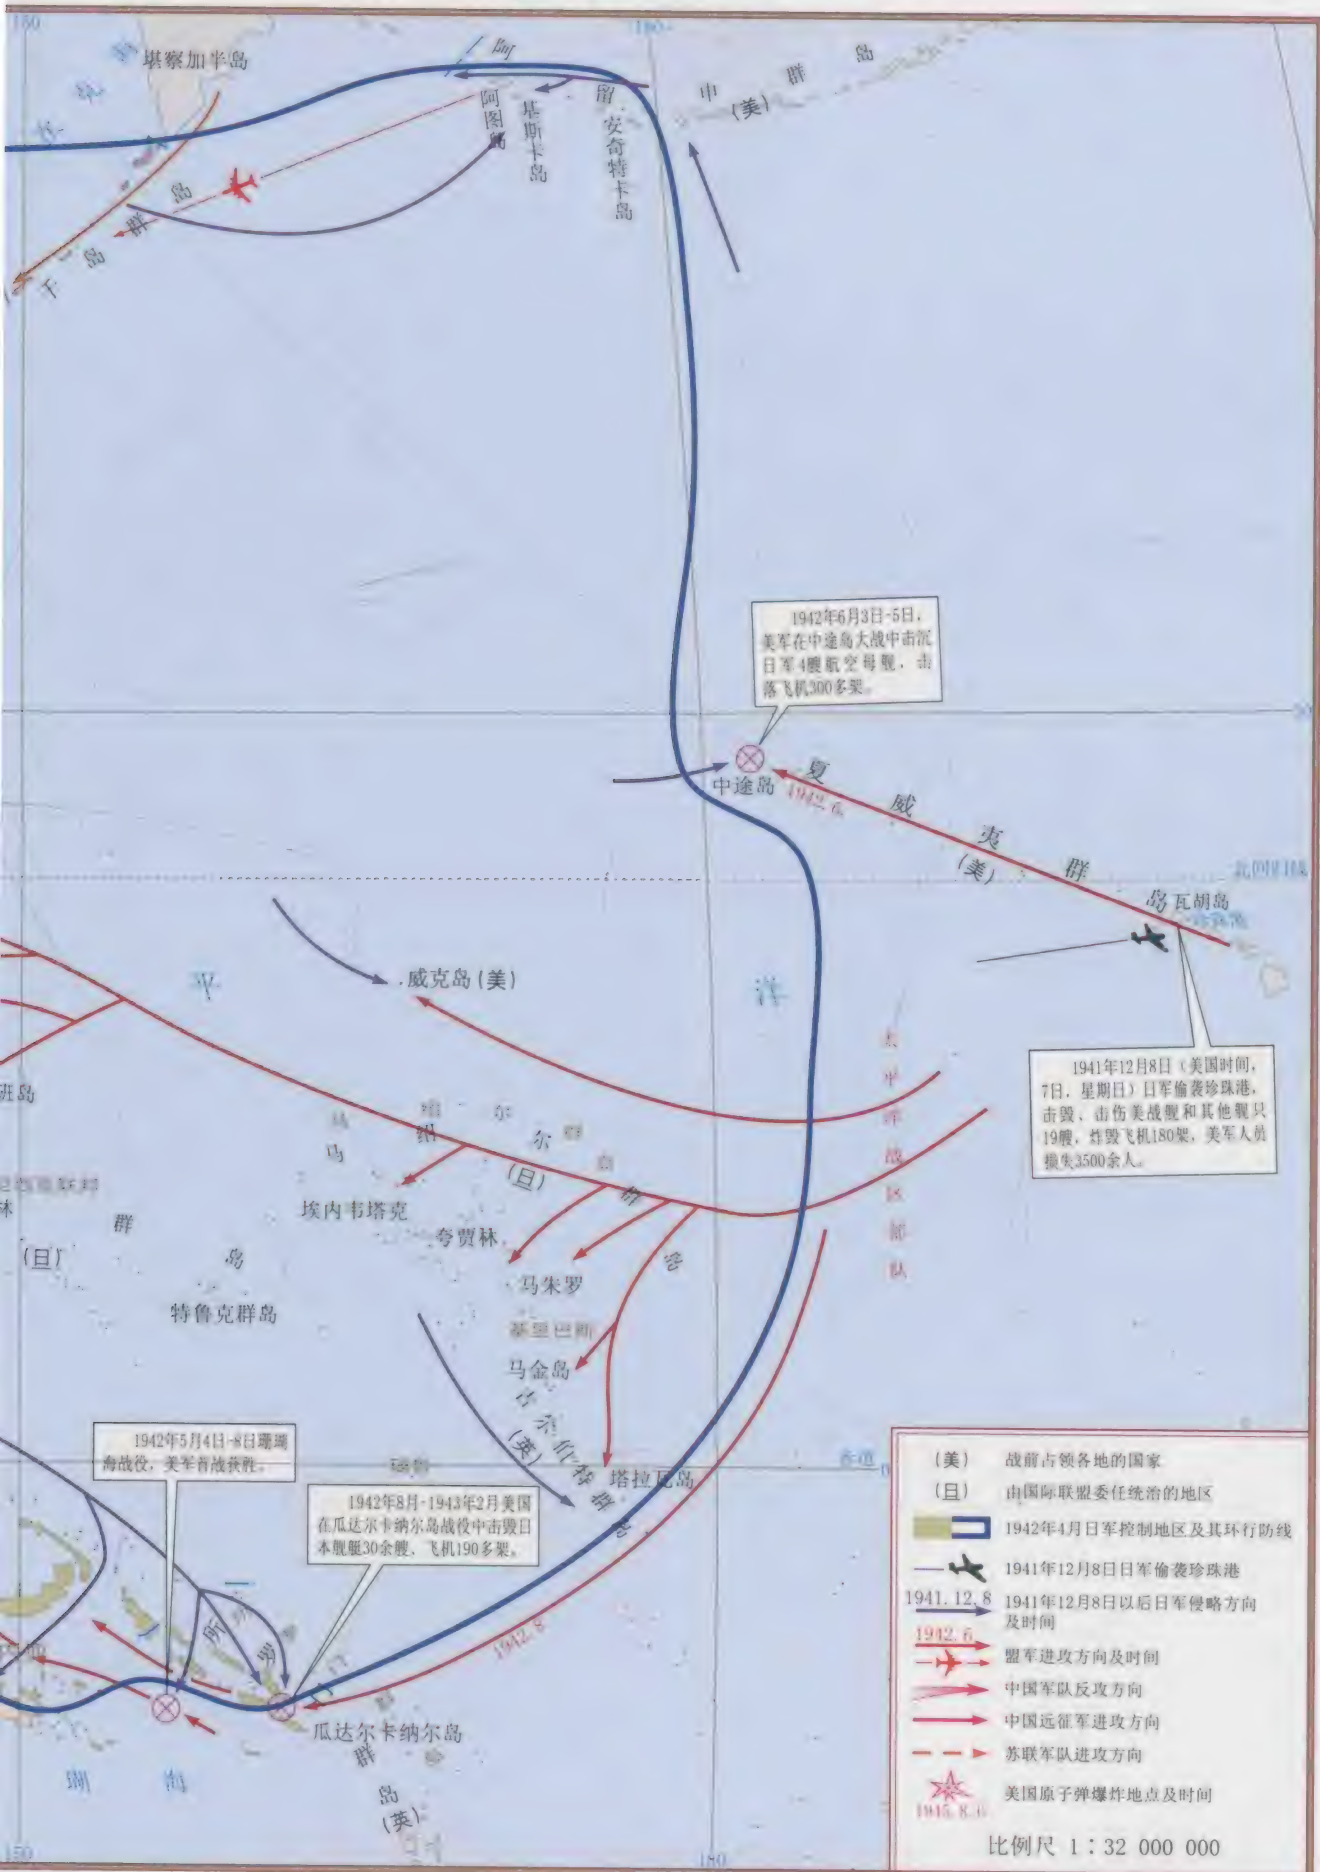 150
180
堪察加半岛
阿
留
申
群
岛
(美)
阿图岛
基斯卡岛
安奇特卡岛
千岛群岛
1942年6月3日-5日,
美军在中途岛大战中击沉
日军4艘航空母舰,击
落飞机300多架。
中途岛
1942.6.
夏
威
夷
群
岛
(美)
瓦胡岛
威克岛(美)
1941年12月8日(美国时间,
7日,星期日)日军偷袭珍珠港,
击毁、击伤美战舰和其他舰只
19艘,炸毁飞机180架,美军人员
损失3500余人。
太
平
洋
战
区
部
队
班岛
马
绍
尔
群
岛
(日)
埃内韦塔克
夸贾林
马朱罗
林
群
岛
(日)
特鲁克群岛
基里巴斯
马金岛
吉尔伯特群岛
(英)
塔拉瓦岛
赤道
0
1942年5月4日-8日珊瑚
海战役,美军首战获胜。
1942年8月-1943年2月美国
在瓜达尔卡纳尔岛战役中击毁日
本舰艇30余艘、飞机190多架。
所
罗
门
1942.8
瓜达尔卡纳尔岛
群
岛
(英)
(美) 战前占领各地的国家
(日) 由国际联盟委任统治的地区
1942年4月日军控制地区及其环行防线
1941年12月8日日军偷袭珍珠港
1941.12.8 1941年12月8日以后日军侵略方向
及时间
1942.6
盟军进攻方向及时间
中国军队反攻方向
中国远征军进攻方向
苏联军队进攻方向
美国原子弹爆炸地点及时间
1945.8.6
比例尺 1:32 000 000
150
180